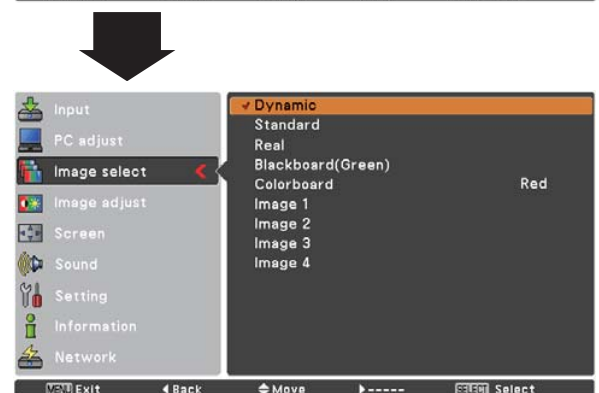 Input
PC adjust
Image select
Image adjust
Screen
Sound
Setting
Information
Network
Dynamic
Standard
Real
Blackboard(Green)
Colorboard Red
Image 1
Image 2
Image 3
Image 4
MENU Exit Back Move ----- SELECT Select